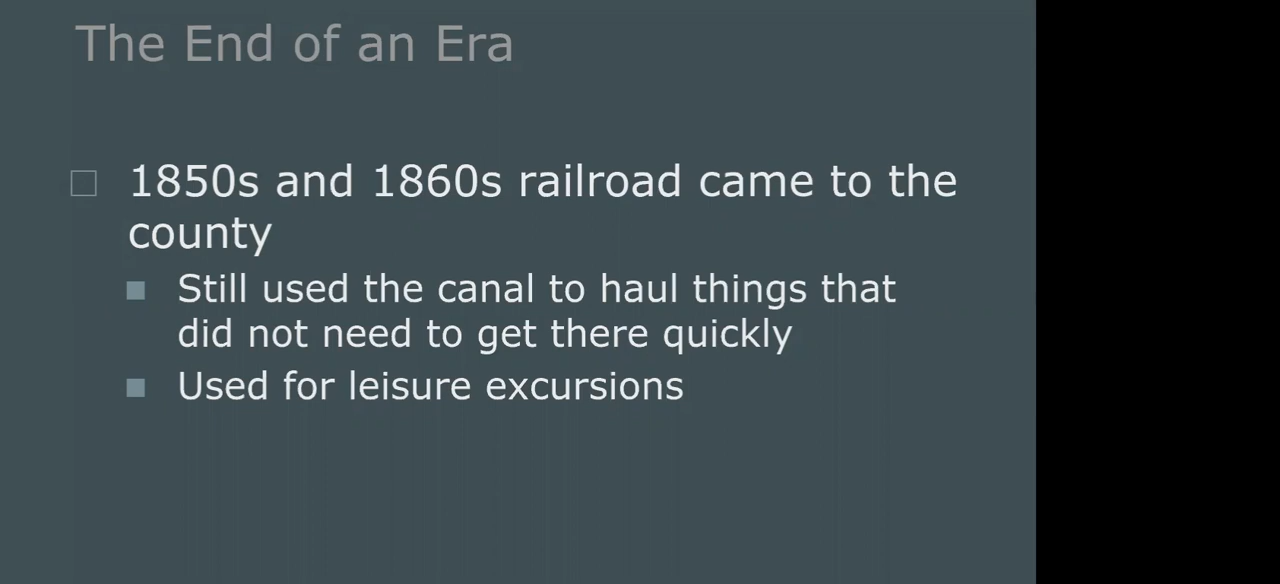 The End of an Era
1850s and 1860s railroad came to the
county
Still used the canal to haul things that
did not need to get there quickly
Used for leisure excursions